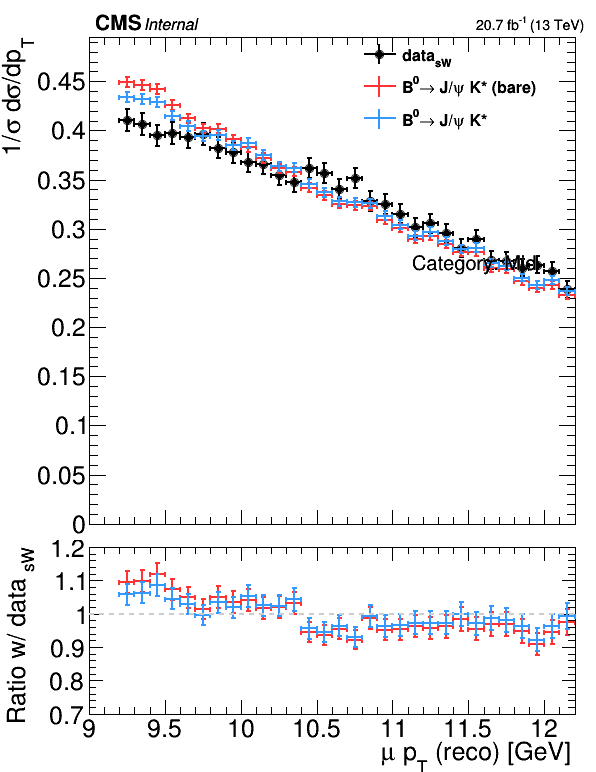 CMS Internal 20.7 fb⁻¹ (13 TeV)
1/σ dσ/dp_T
data_sW
B⁰→ J/ψ K* (bare)
B⁰→ J/ψ K*
0.45
0.4
0.35
0.3
0.25
0.2
0.15
0.1
0.05
0
Category: Mid
Ratio w/ data_sW
1.2
1.1
1
0.9
0.8
0.7
9 9.5 10 10.5 11 11.5 12
μ p_T (reco) [GeV]